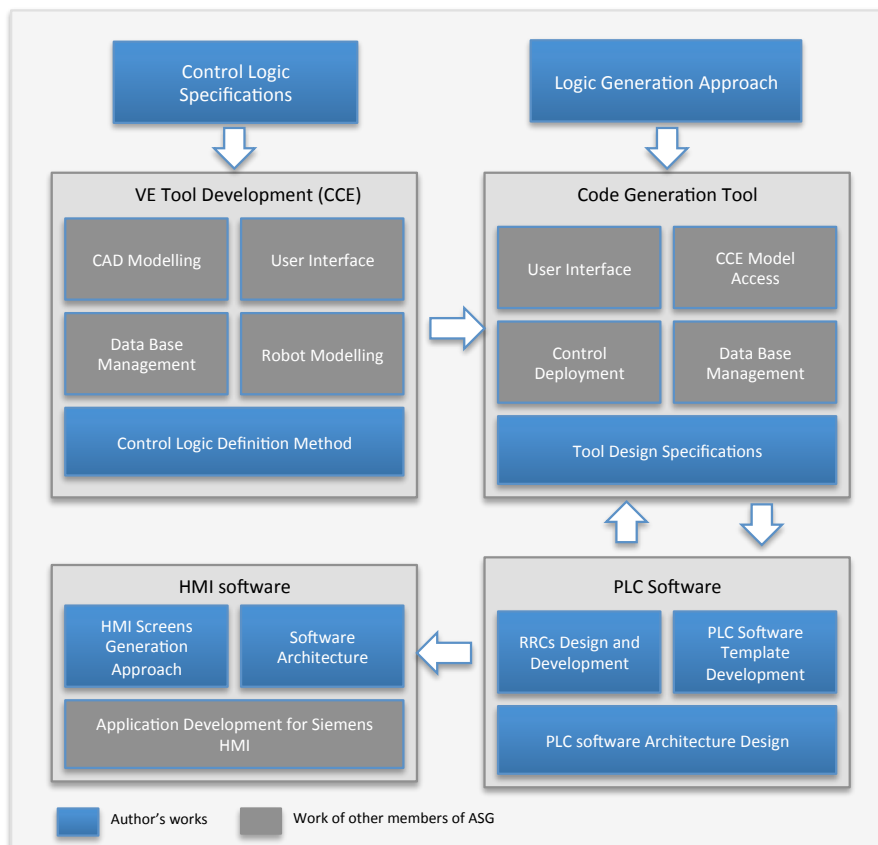 Control Logic
Specifications
Logic Generation Approach
VE Tool Development (CCE)
CAD Modelling
User Interface
Data Base
Management
Robot Modelling
Control Logic Definition Method
Code Generation Tool
User Interface
CCE Model
Access
Control
Deployment
Data Base
Management
Tool Design Specifications
HMI software
HMI Screens
Generation
Approach
Software
Architecture
Application Development for Siemens
HMI
PLC Software
RRCs Design and
Development
PLC Software
Template
Development
PLC software Architecture Design
Author's works
Work of other members of ASG